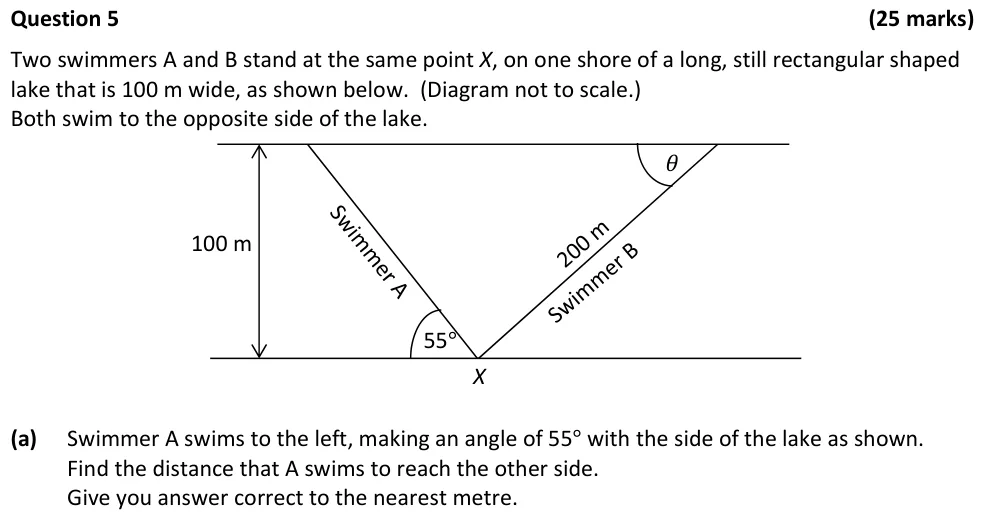 Question 5 (25 marks)
Two swimmers A and B stand at the same point X, on one shore of a long, still rectangular shaped
lake that is 100 m wide, as shown below. (Diagram not to scale.)
Both swim to the opposite side of the lake.
θ
100 m
Swimmer A
200 m
Swimmer B
55°
X
(a) Swimmer A swims to the left, making an angle of 55° with the side of the lake as shown.
Find the distance that A swims to reach the other side.
Give you answer correct to the nearest metre.